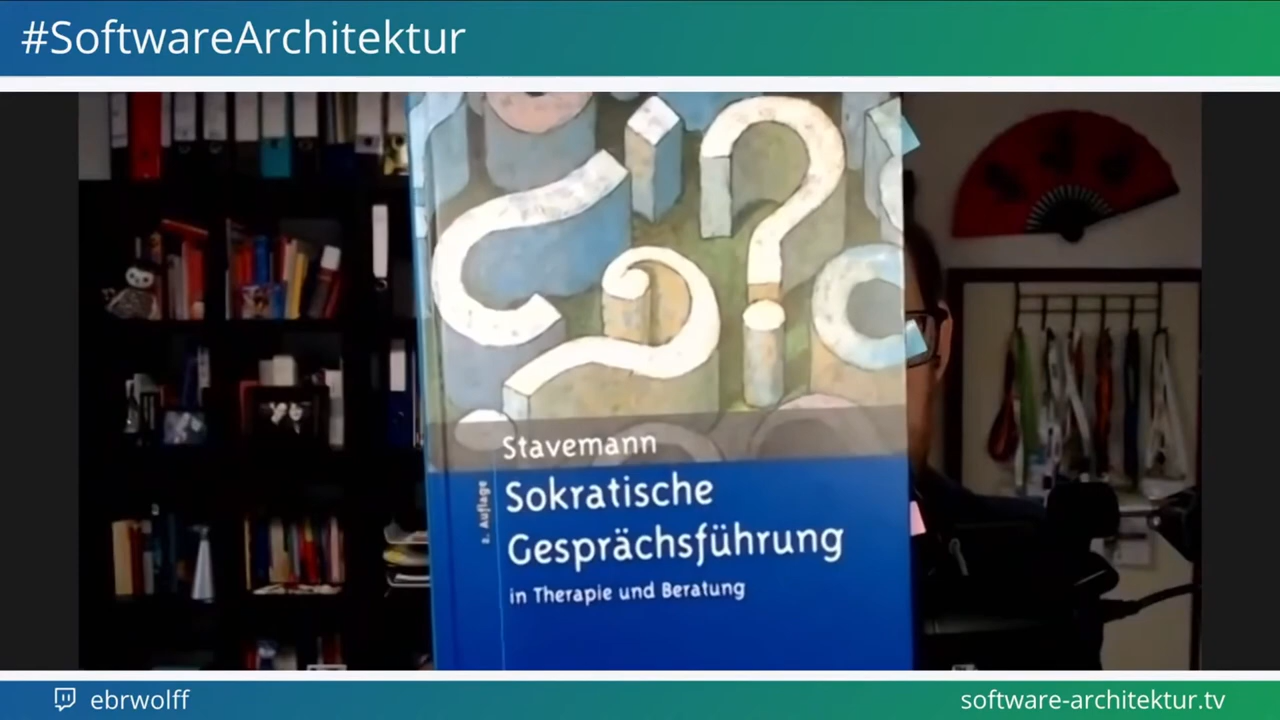 #SoftwareArchitektur
Stavemann
2. Auflage
Sokratische
Gesprächsführung
in Therapie und Beratung
ebrwolff
software-architektur.tv